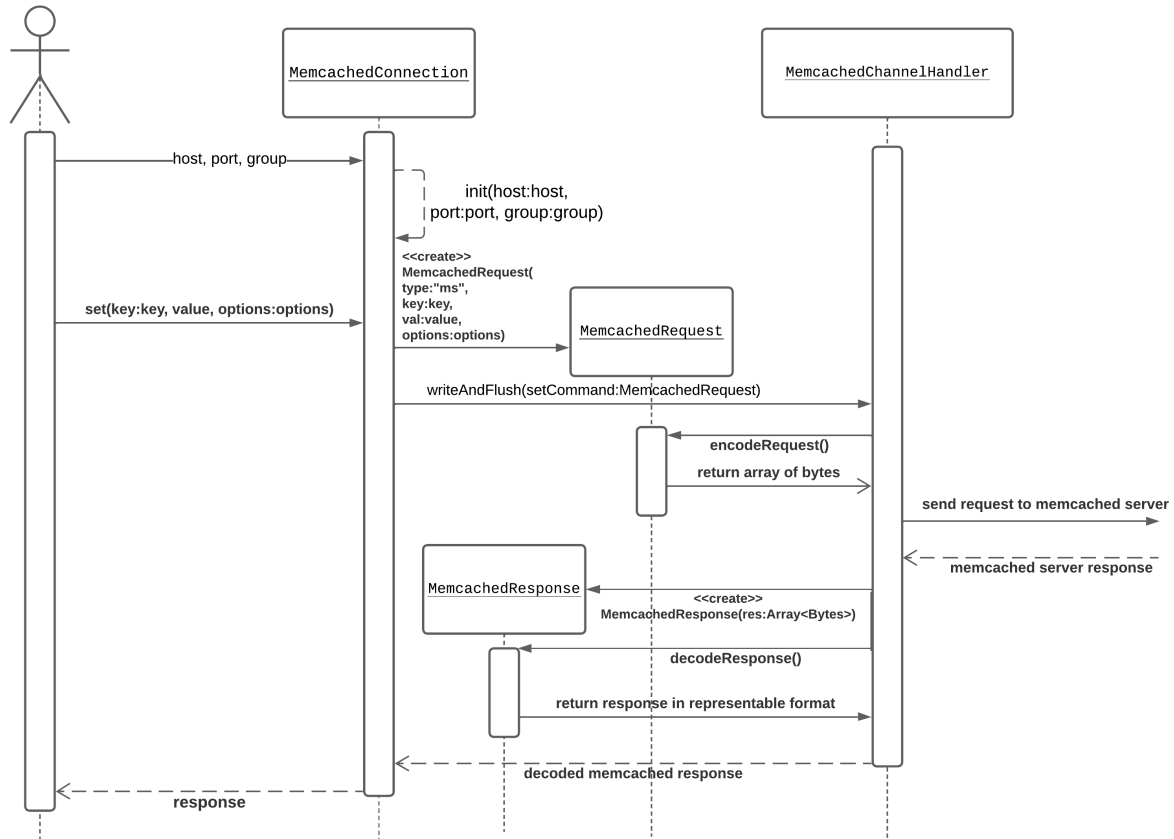 MemcachedConnection
MemcachedChannelHandler
host, port, group
init(host:host,
port:port, group:group)
<<create>>
MemcachedRequest(
type:"ms",
key:key,
val:value,
options:options)
set(key:key, value, options:options)
MemcachedRequest
writeAndFlush(setCommand:MemcachedRequest)
encodeRequest()
return array of bytes
send request to memcached server
memcached server response
MemcachedResponse
<<create>>
MemcachedResponse(res:Array<Bytes>)
decodeResponse()
return response in representable format
decoded memcached response
response